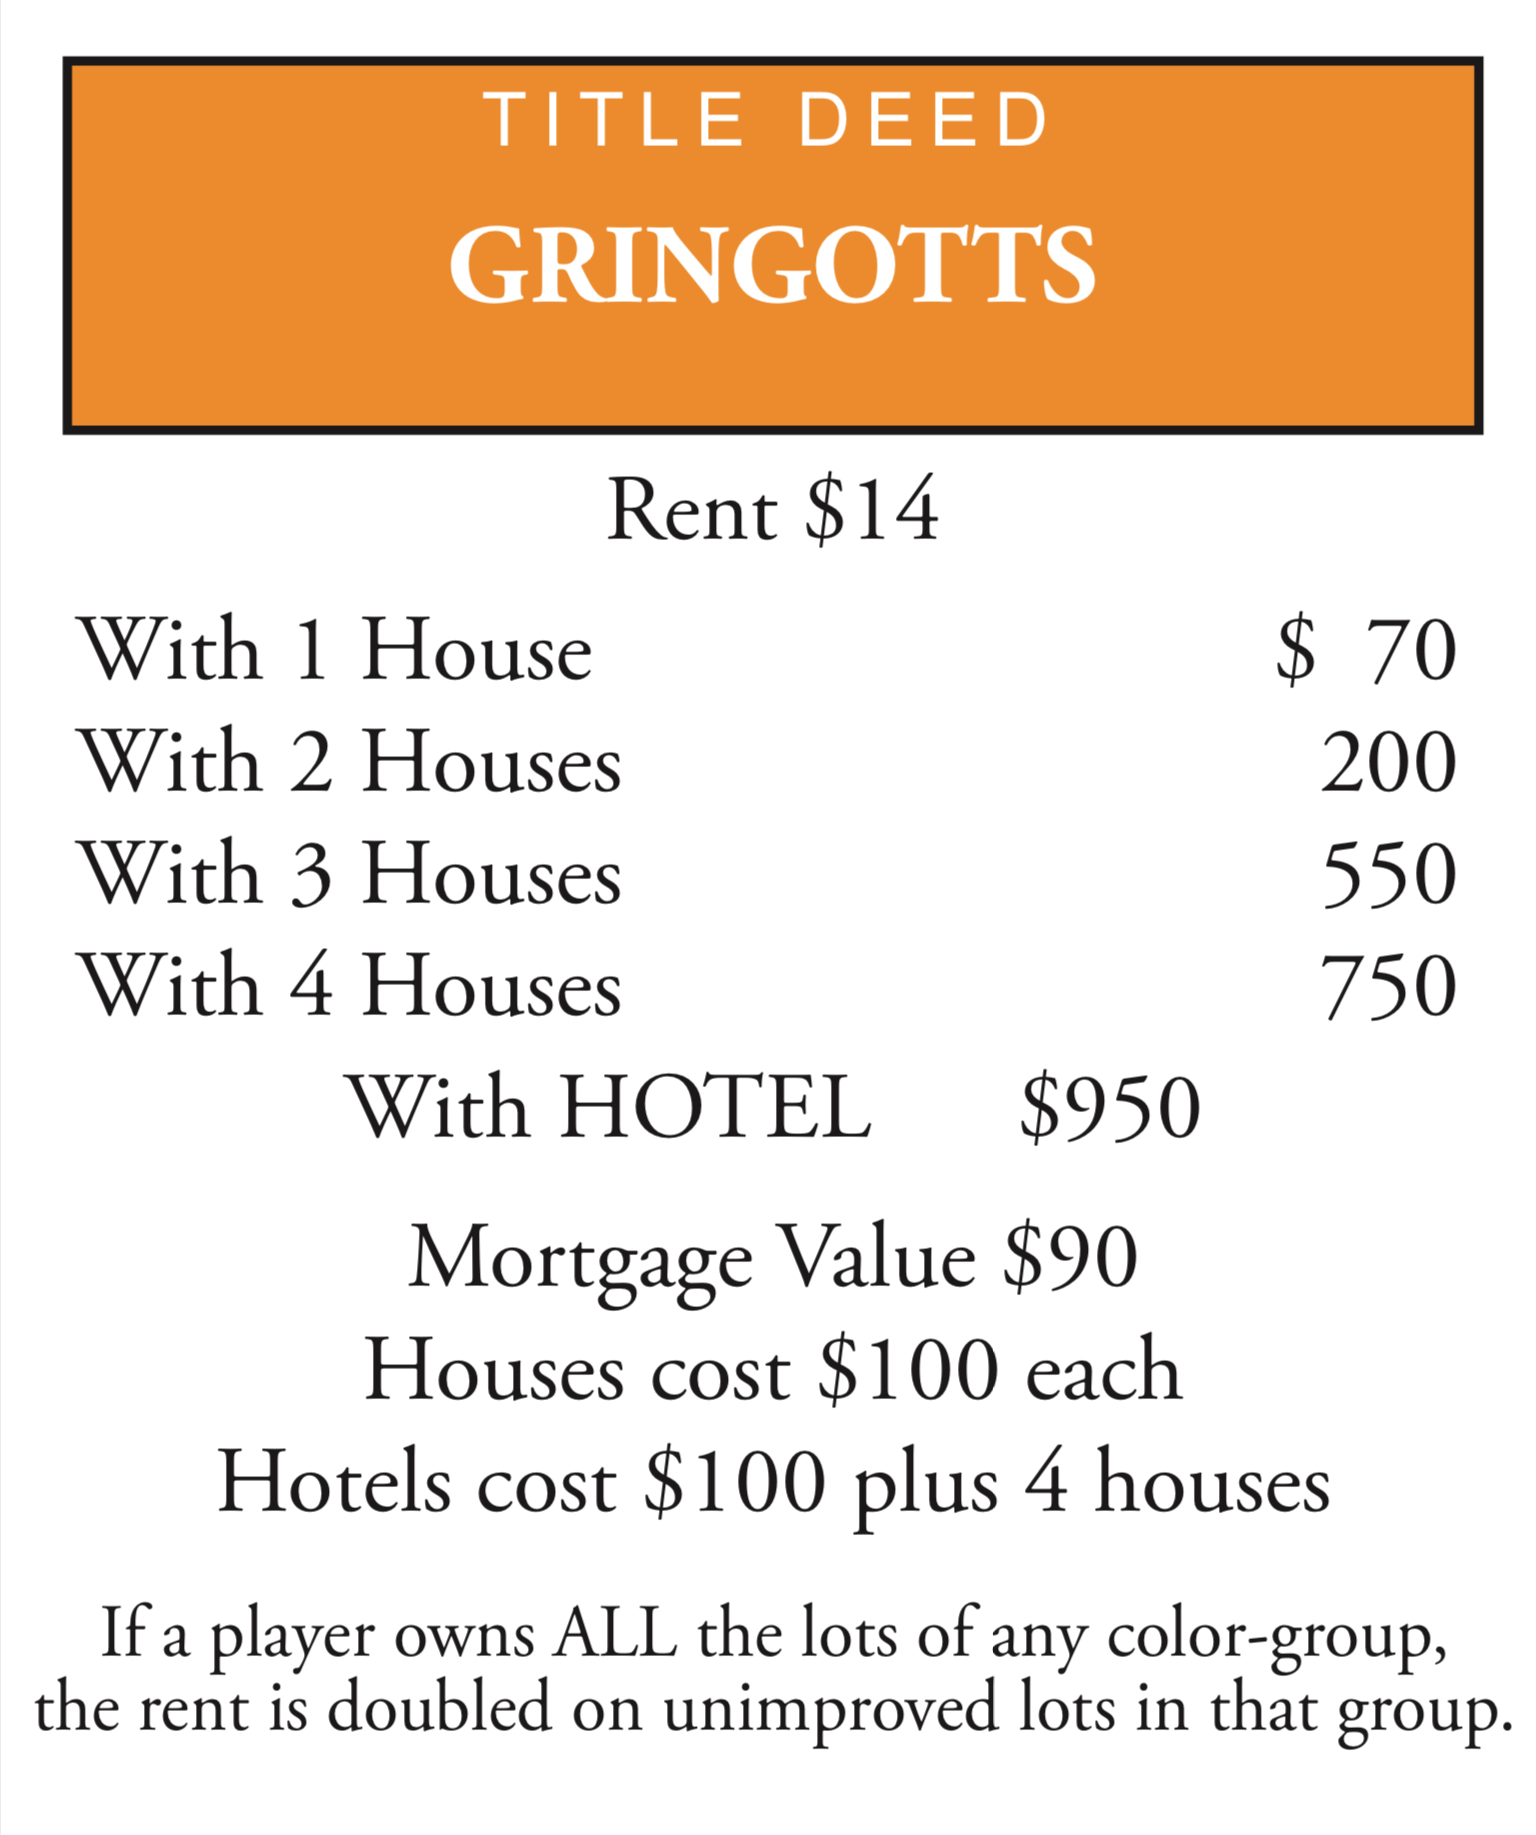 TITLE DEED
GRINGOTTS
Rent $14
With 1 House $ 70
With 2 Houses 200
With 3 Houses 550
With 4 Houses 750
With HOTEL $950
Mortgage Value $90
Houses cost $100 each
Hotels cost $100 plus 4 houses
If a player owns ALL the lots of any color-group,
the rent is doubled on unimproved lots in that group.